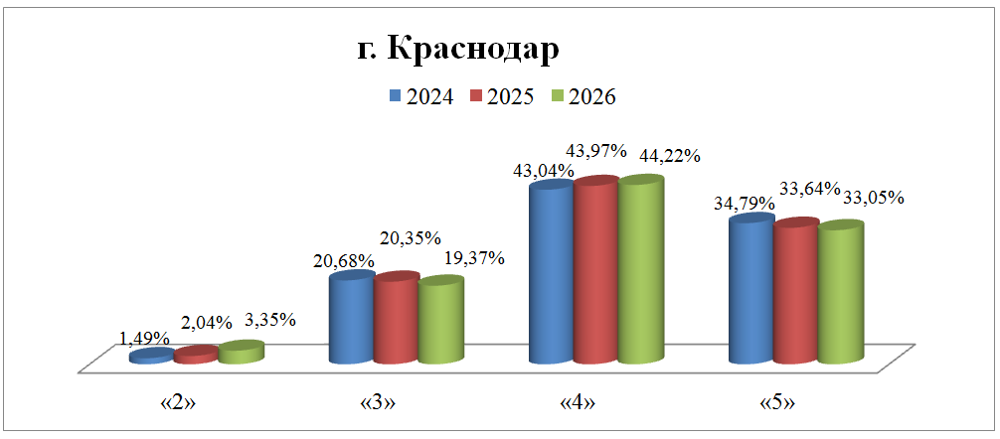 г. Краснодар
2024 2025 2026
1,49% 2,04% 3,35%
20,68% 20,35% 19,37%
43,04% 43,97% 44,22%
34,79% 33,64% 33,05%
«2» «3» «4» «5»